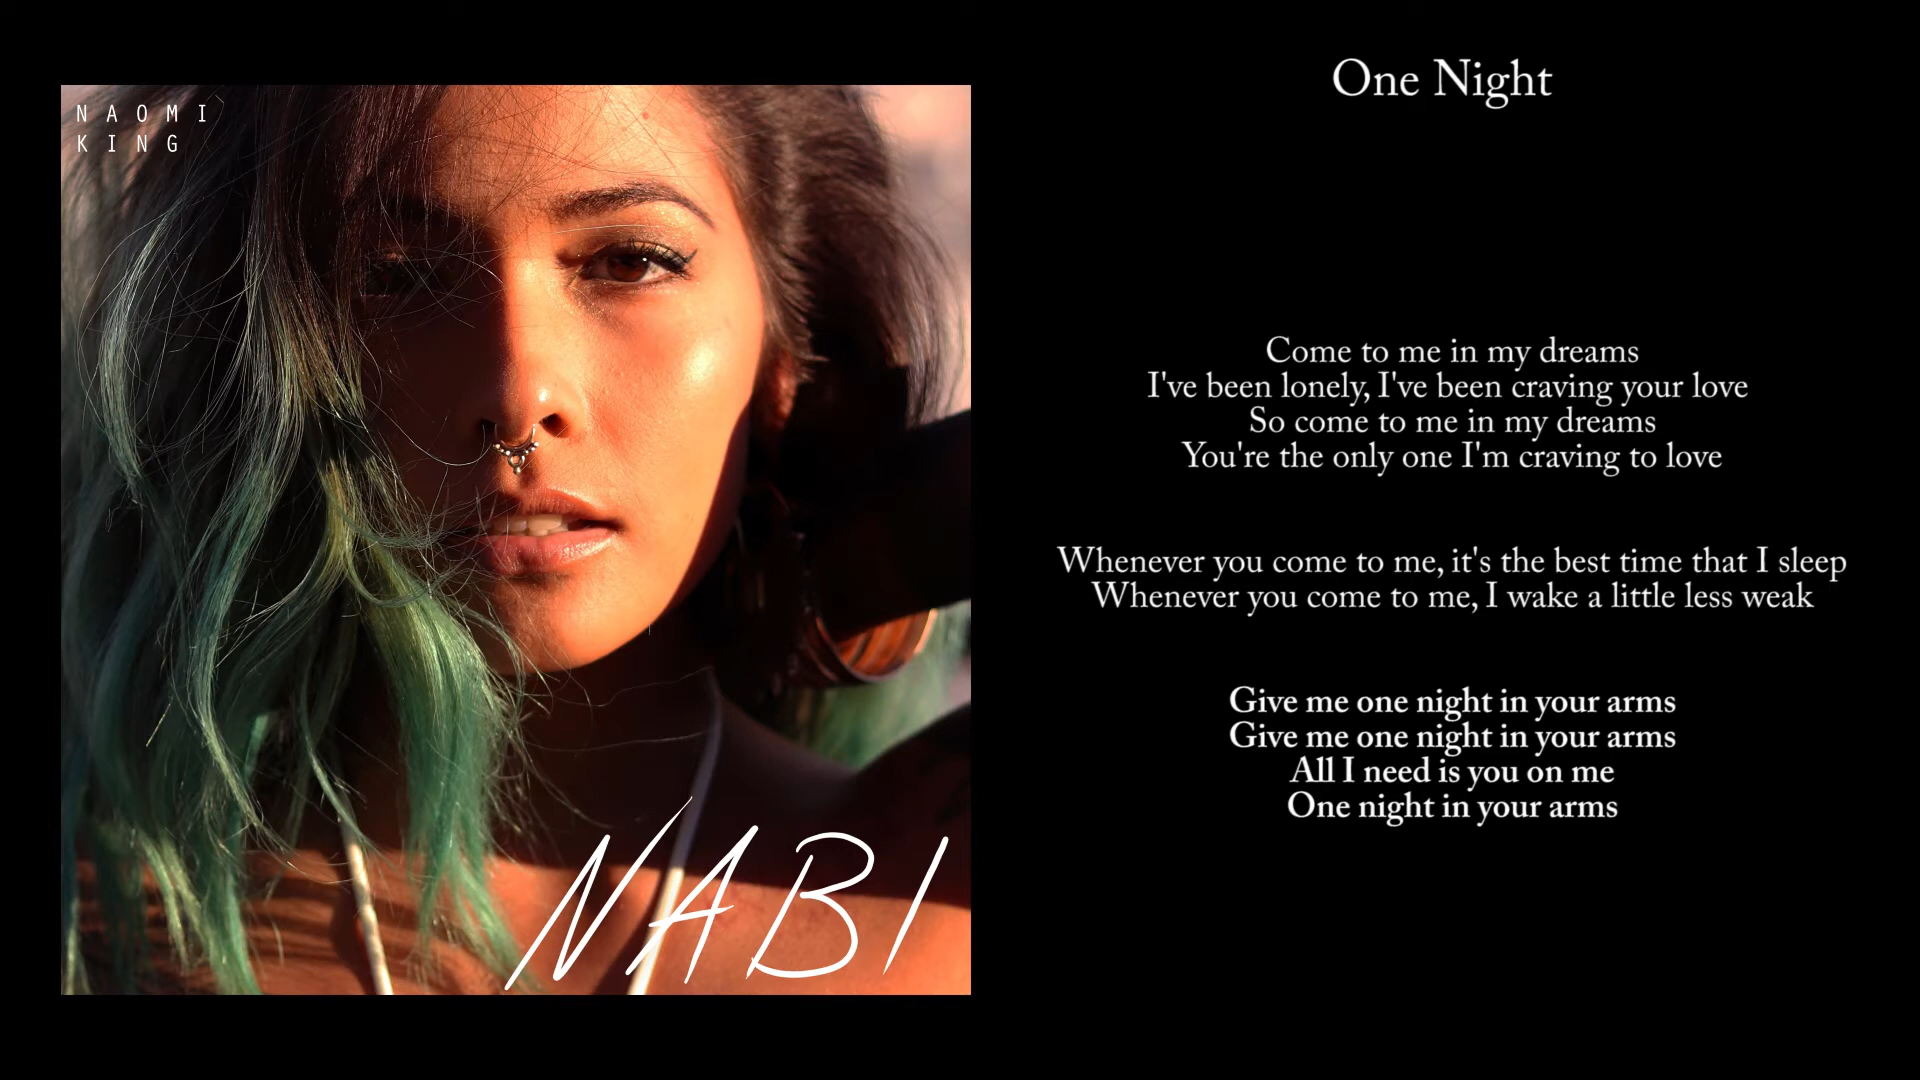 NAOMI
KING
NABI
One Night
Come to me in my dreams
I've been lonely, I've been craving your love
So come to me in my dreams
You're the only one I'm craving to love
Whenever you come to me, it's the best time that I sleep
Whenever you come to me, I wake a little less weak
Give me one night in your arms
Give me one night in your arms
All I need is you on me
One night in your arms